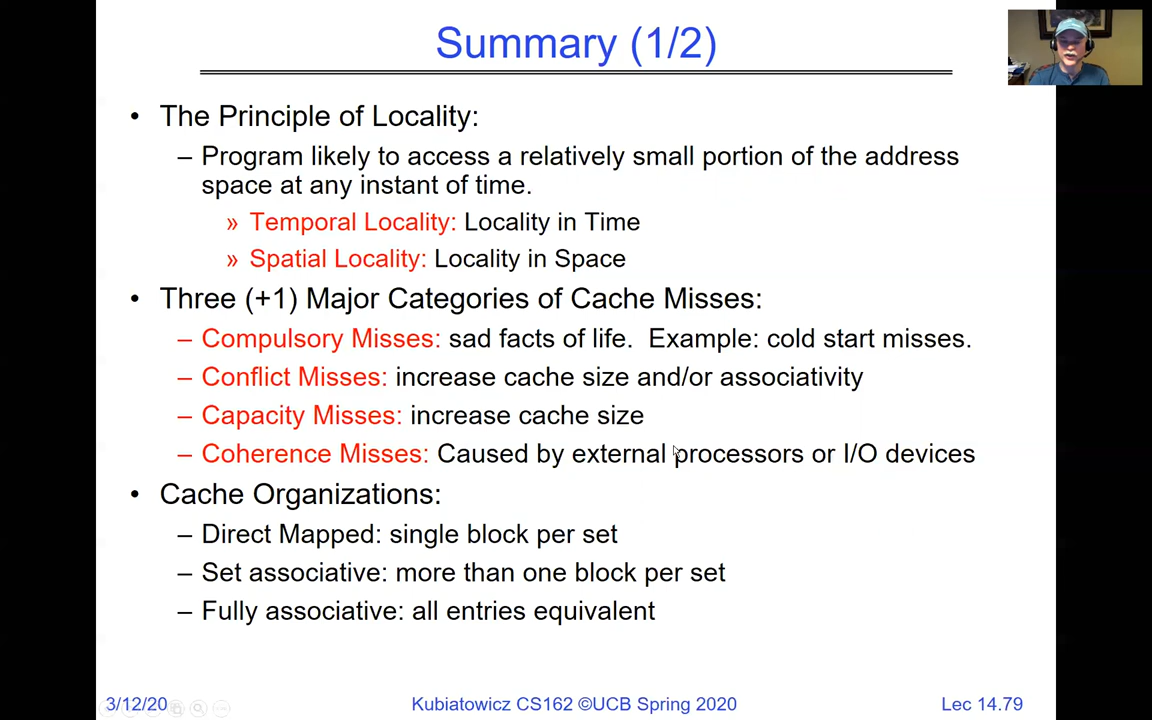 Summary (1/2)
• The Principle of Locality:
– Program likely to access a relatively small portion of the address
space at any instant of time.
» Temporal Locality: Locality in Time
» Spatial Locality: Locality in Space
• Three (+1) Major Categories of Cache Misses:
– Compulsory Misses: sad facts of life. Example: cold start misses.
– Conflict Misses: increase cache size and/or associativity
– Capacity Misses: increase cache size
– Coherence Misses: Caused by external processors or I/O devices
• Cache Organizations:
– Direct Mapped: single block per set
– Set associative: more than one block per set
– Fully associative: all entries equivalent
3/12/20
Kubiatowicz CS162 ©UCB Spring 2020
Lec 14.79